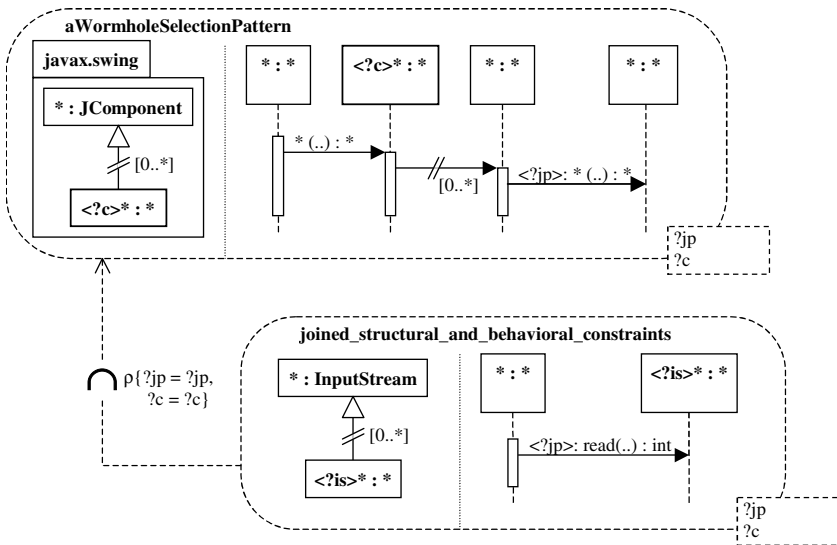 aWormholeSelectionPattern
javax.swing
* : JComponent
[0..*]
<?c>* : *
* : *
<?c>* : *
* : *
* : *
* (..) : *
[0..*]
<?jp>: * (..) : *
?jp
?c
∩ ρ{?jp = ?jp,
?c = ?c}
joined_structural_and_behavioral_constraints
* : InputStream
[0..*]
<?is>* : *
* : *
<?is>* : *
<?jp>: read(..) : int
?jp
?c